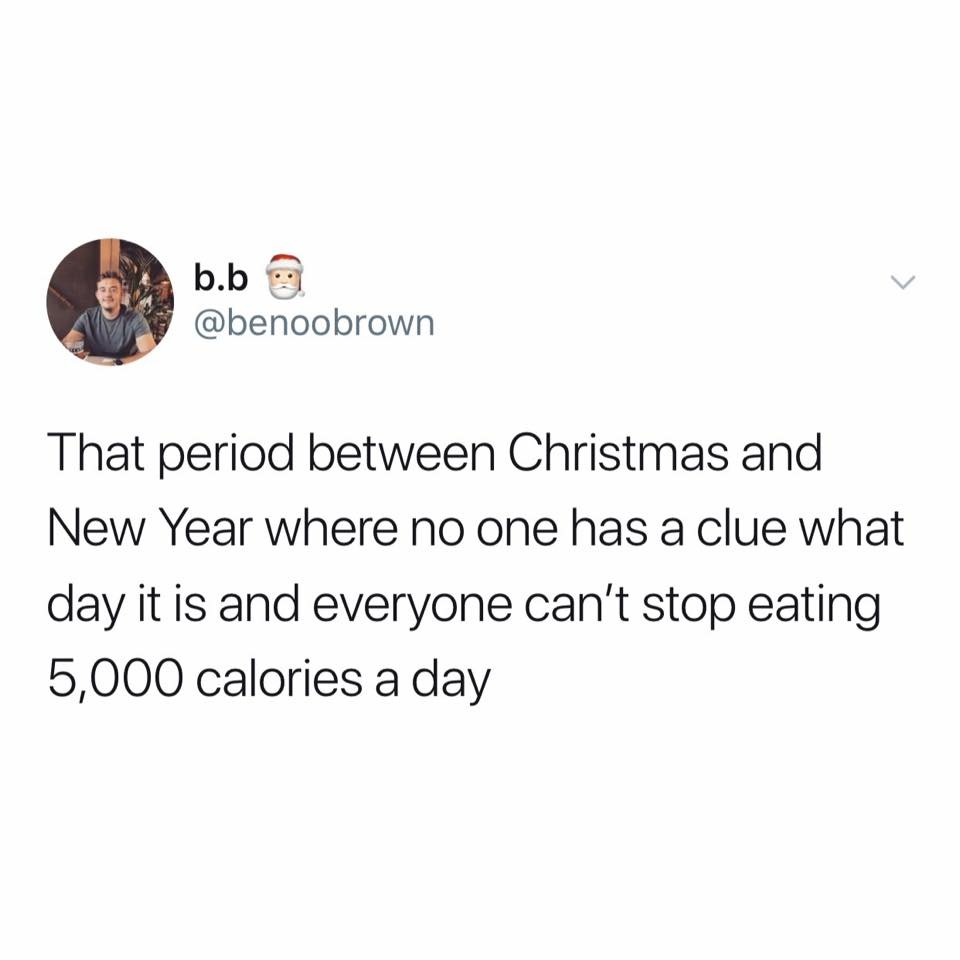 b.b 🎅🏼
@benoobrown
That period between Christmas and
New Year where no one has a clue what
day it is and everyone can't stop eating
5,000 calories a day